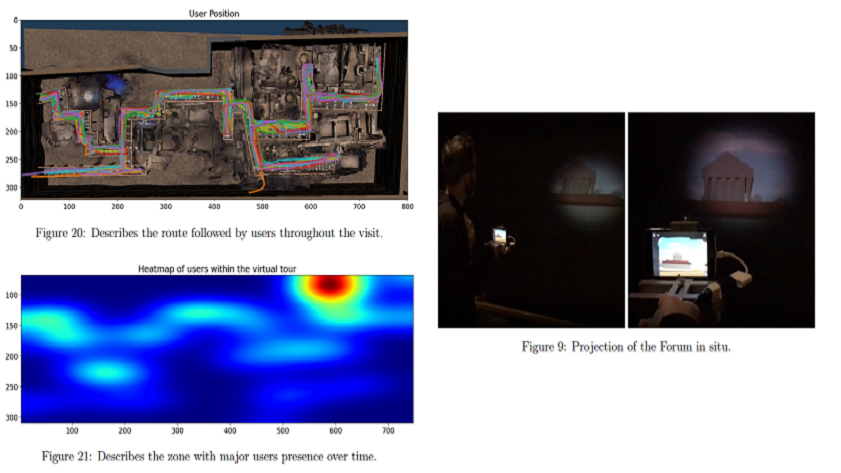 User Position
0
50
100
150
200
250
300
0 100 200 300 400 500 600 700 800
Figure 20: Describes the route followed by users throughout the visit.
Heatmap of users within the virtual tour
100
150
200
250
300
100 200 300 400 500 600 700
Figure 21: Describes the zone with major users presence over time.
Figure 9: Projection of the Forum in situ.